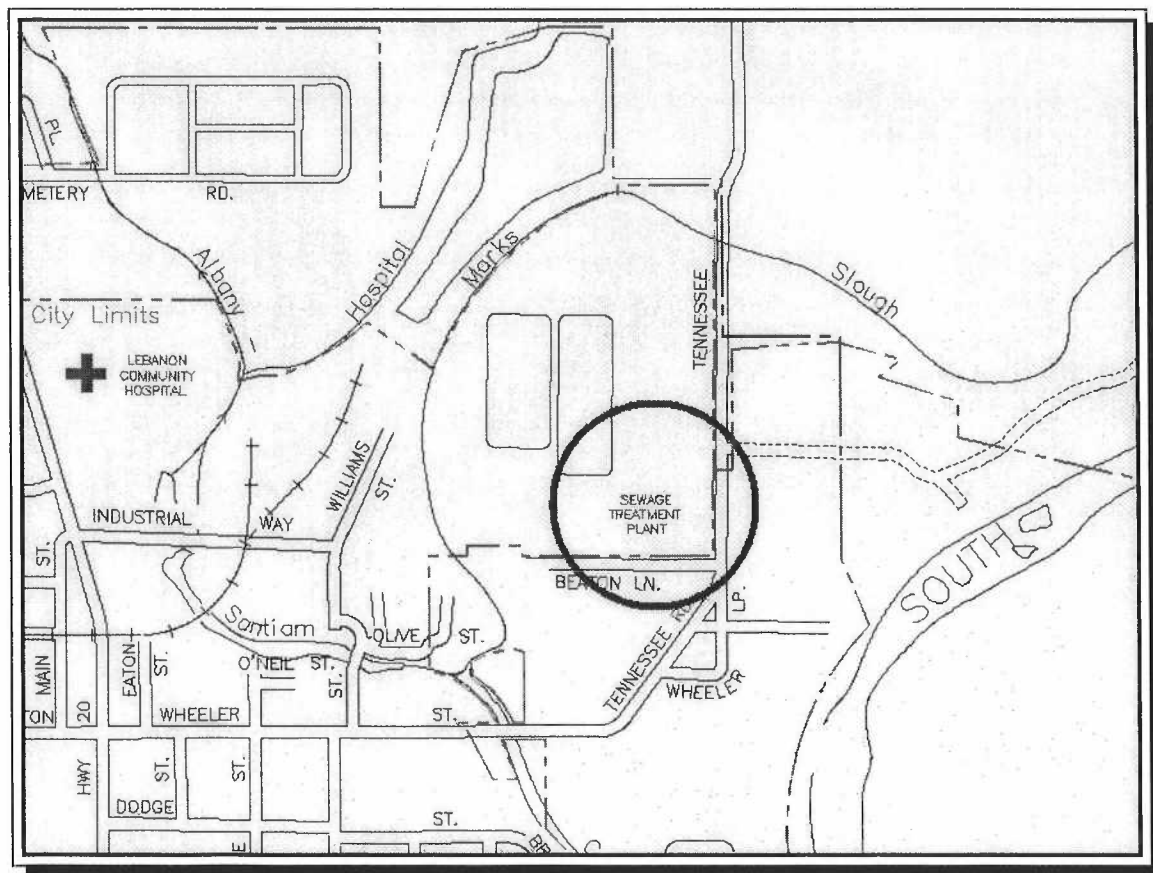 PL.
METERY RD.
Albany
Hospital
Marks
Slough
TENNESSEE
City Limits
LEBANON
COMMUNITY
HOSPITAL
WILLIAMS
ST.
INDUSTRIAL WAY
SEWAGE
TREATMENT
PLANT
BEATON LN.
SOUTH
ST.
Santiam
OLIVE ST.
O'NEIL ST.
ST.
TENNESSEE RD.
LP.
WHEELER
MAIN
TON
20
HWY
EATON
ST.
WHEELER ST.
ST.
ST.
DODGE ST.
E
BR